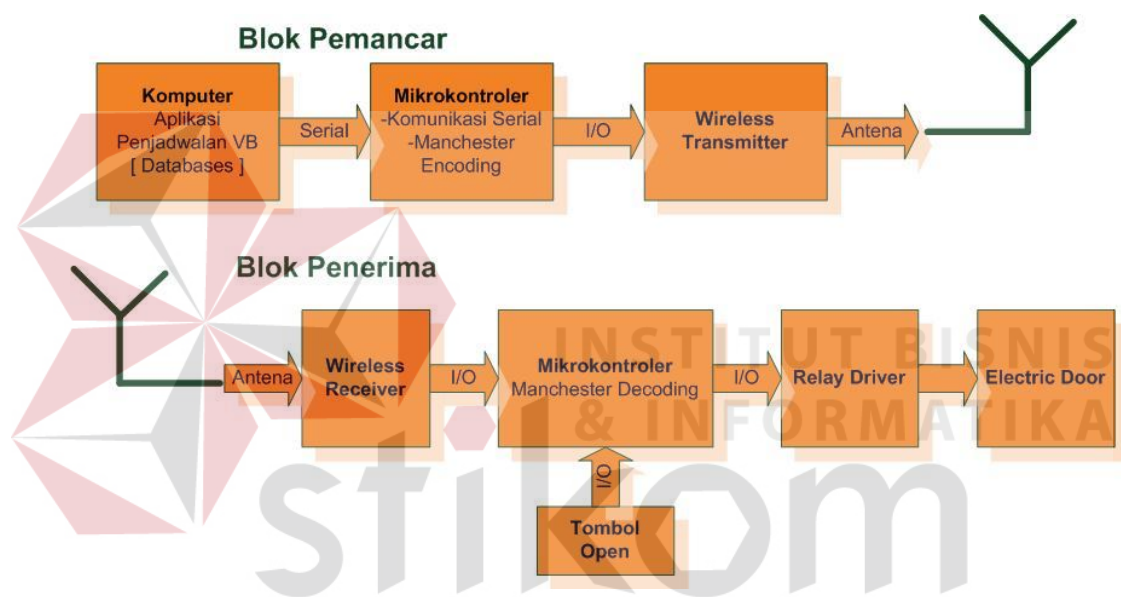 Blok Pemancar
Komputer
Aplikasi
Penjadwalan VB
[ Databases ]
Serial
Mikrokontroler
-Komunikasi Serial
-Manchester
Encoding
I/O
Wireless
Transmitter
Antena
Blok Penerima
Antena
Wireless
Receiver
I/O
Mikrokontroler
Manchester Decoding
I/O
Relay Driver
Electric Door
I/O
Tombol
Open
INSTITUT BISNIS
& INFORMATIKA
stikom